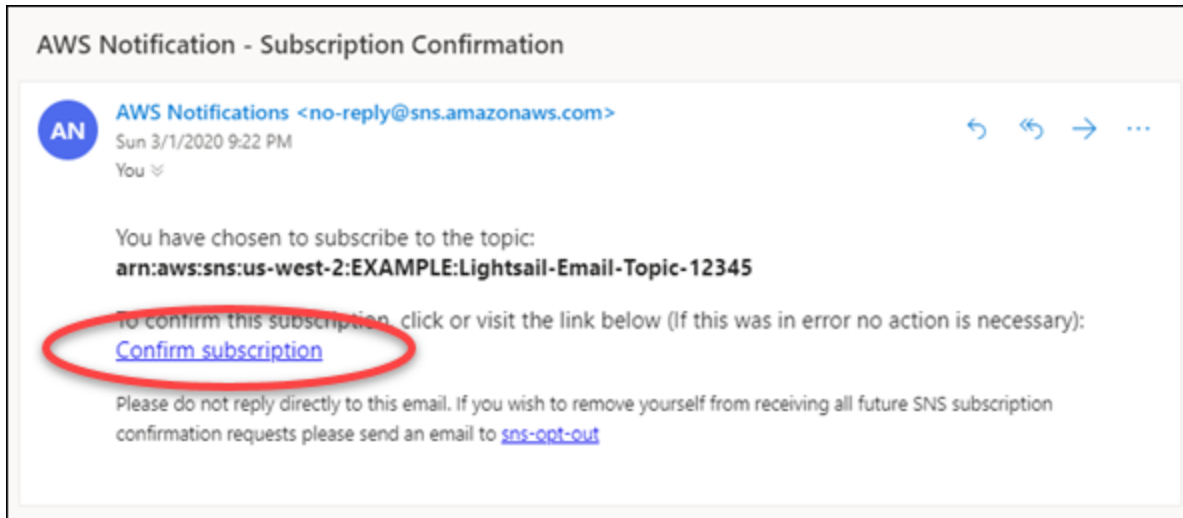 AWS Notification - Subscription Confirmation
AN
AWS Notifications <no-reply@sns.amazonaws.com>
Sun 3/1/2020 9:22 PM
You
You have chosen to subscribe to the topic:
arn:aws:sns:us-west-2:EXAMPLE:Lightsail-Email-Topic-12345
To confirm this subscription, click or visit the link below (If this was in error no action is necessary):
Confirm subscription
Please do not reply directly to this email. If you wish to remove yourself from receiving all future SNS subscription
confirmation requests please send an email to sns-opt-out